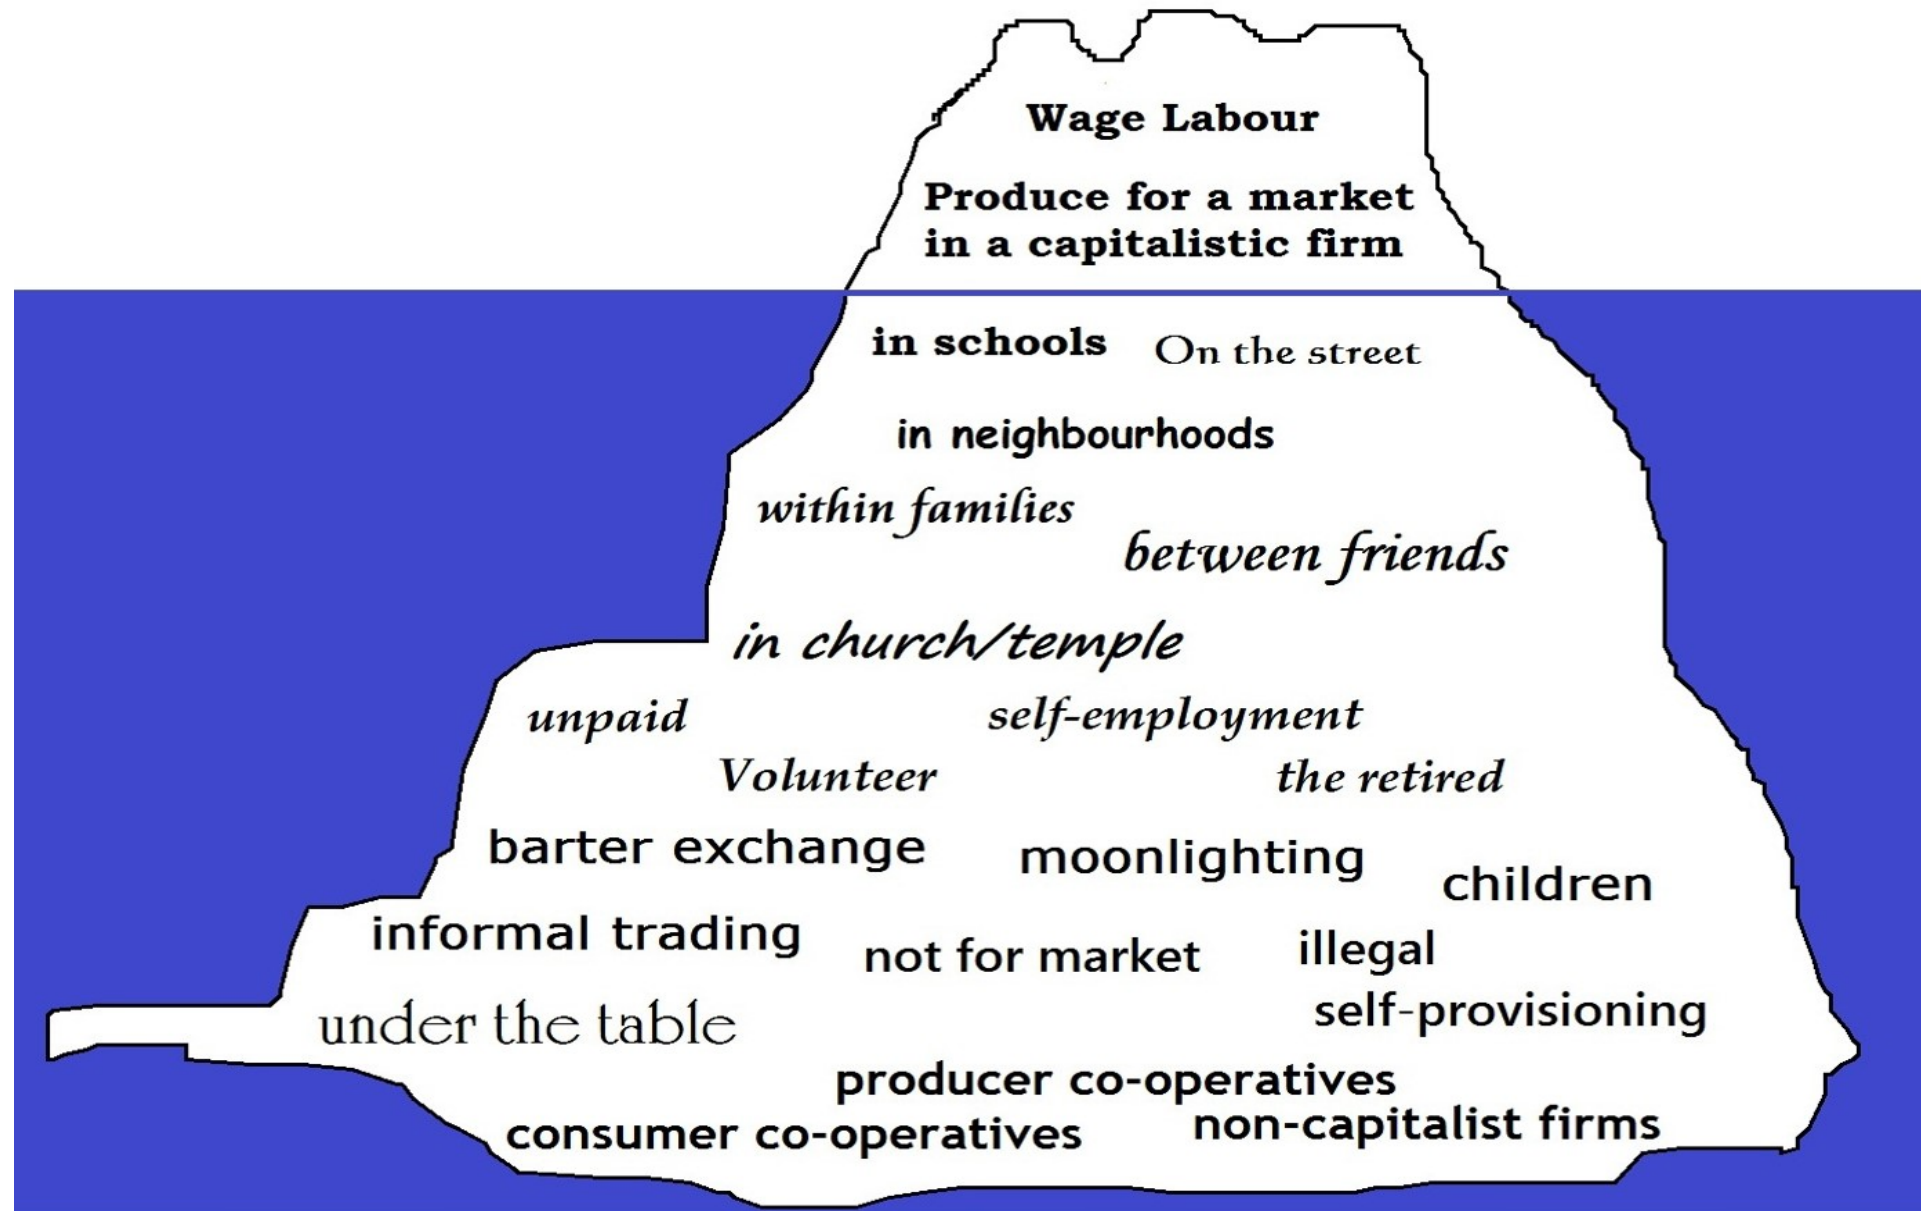 Wage Labour
Produce for a market
in a capitalistic firm
in schools
On the street
in neighbourhoods
within families
between friends
in church/temple
unpaid
self-employment
Volunteer
the retired
barter exchange
moonlighting
children
informal trading
not for market
illegal
under the table
self-provisioning
producer co-operatives
consumer co-operatives
non-capitalist firms